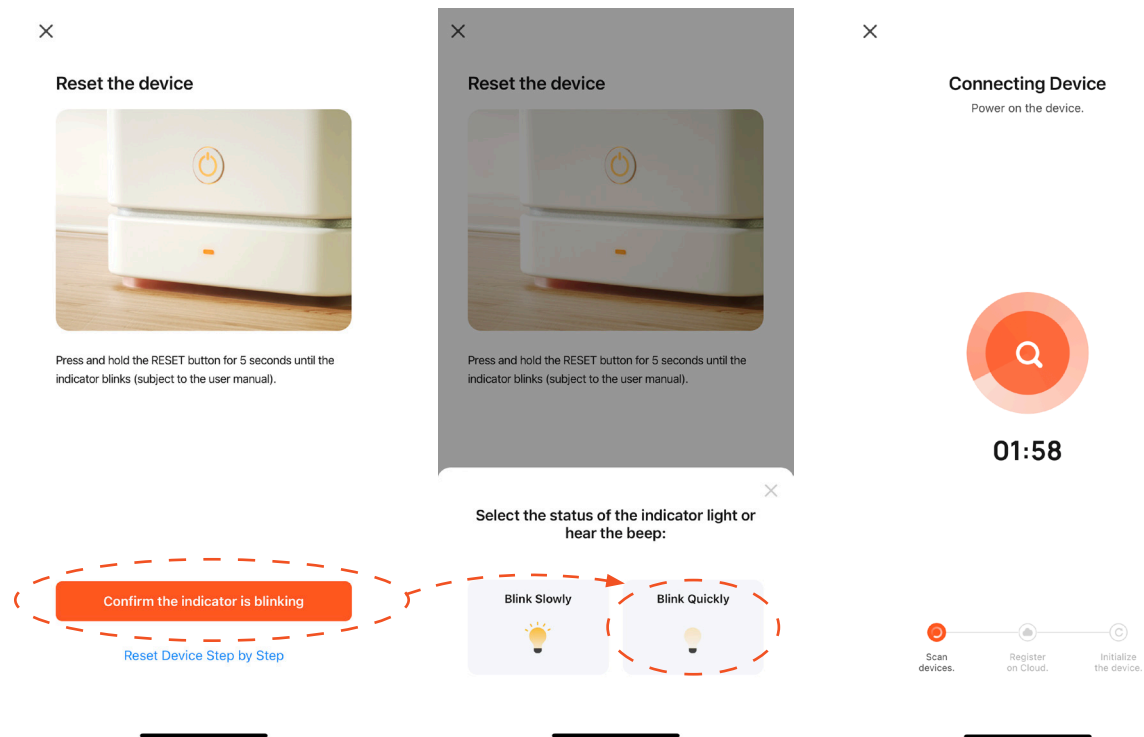 Reset the device
Press and hold the RESET button for 5 seconds until the
indicator blinks (subject to the user manual).
Confirm the indicator is blinking
Reset Device Step by Step
Reset the device
Press and hold the RESET button for 5 seconds until the
indicator blinks (subject to the user manual).
Select the status of the indicator light or
hear the beep:
Blink Slowly
Blink Quickly
Connecting Device
Power on the device.
01:58
Scan
devices.
Register
on Cloud.
Initialize
the device.